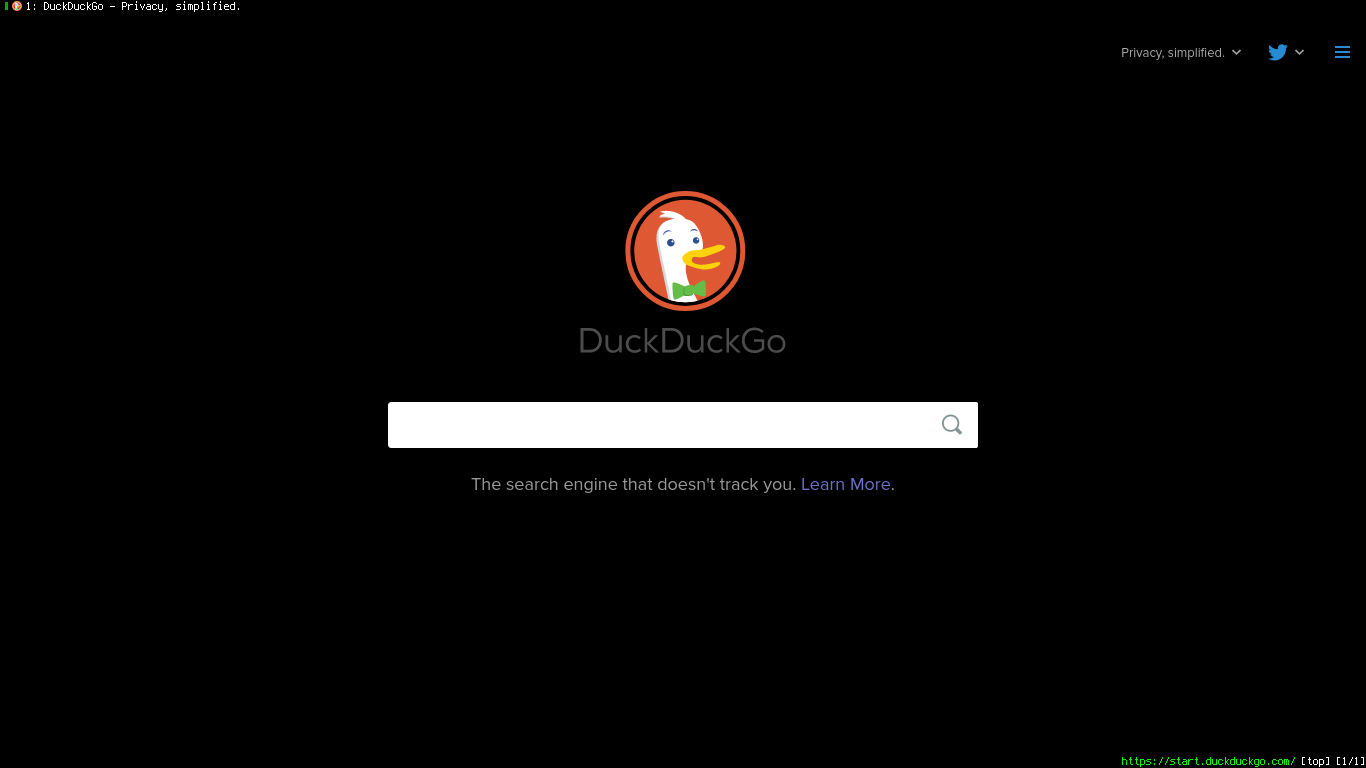 1: DuckDuckGo — Privacy, simplified.
Privacy, simplified.
DuckDuckGo
The search engine that doesn't track you. Learn More.
https://start.duckduckgo.com/ [top] [1/1]